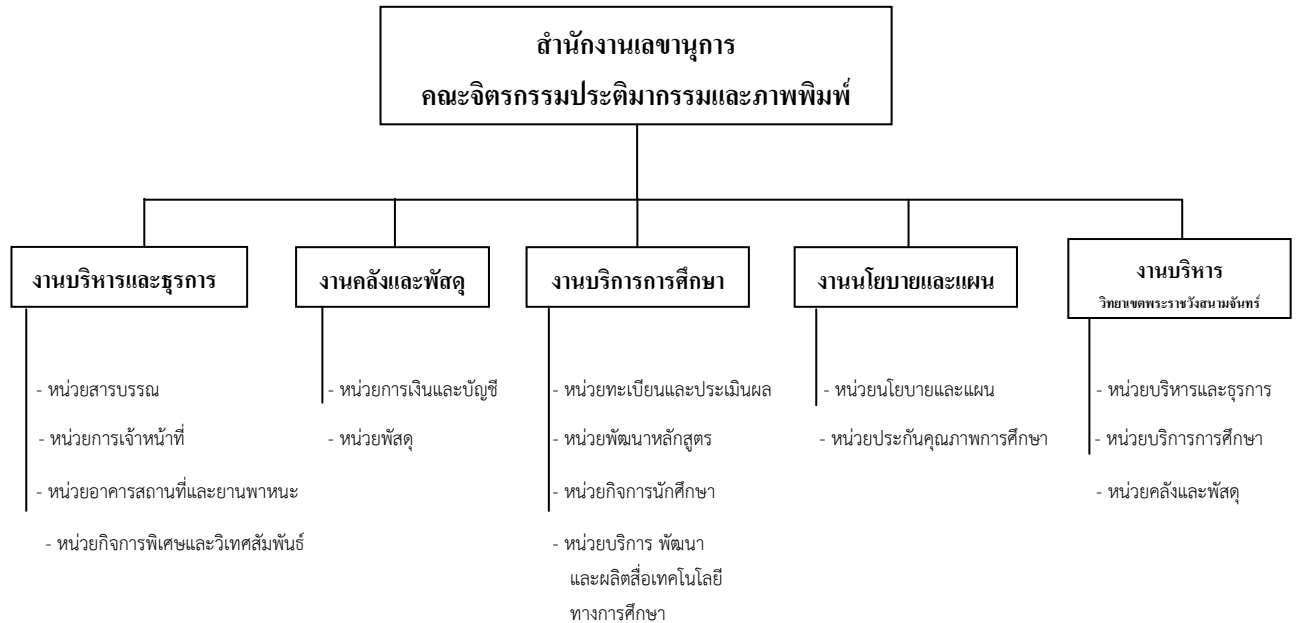 สำนักงานเลขานุการ
คณะจิตรกรรมประติมากรรมและภาพพิมพ์
งานบริหารและธุรการ
- หน่วยสารบรรณ
- หน่วยการเจ้าหน้าที่
- หน่วยอาคารสถานที่และยานพาหนะ
- หน่วยกิจการพิเศษและวิเทศสัมพันธ์
งานคลังและพัสดุ
- หน่วยการเงินและบัญชี
- หน่วยพัสดุ
งานบริการการศึกษา
- หน่วยทะเบียนและประเมินผล
- หน่วยพัฒนาหลักสูตร
- หน่วยกิจการนักศึกษา
- หน่วยบริการ พัฒนา
และผลิตสื่อเทคโนโลยี
ทางการศึกษา
งานนโยบายและแผน
- หน่วยนโยบายและแผน
- หน่วยประกันคุณภาพการศึกษา
งานบริหาร
วิทยาเขตพระราชวังสนามจันทร์
- หน่วยบริหารและธุรการ
- หน่วยบริการการศึกษา
- หน่วยคลังและพัสดุ